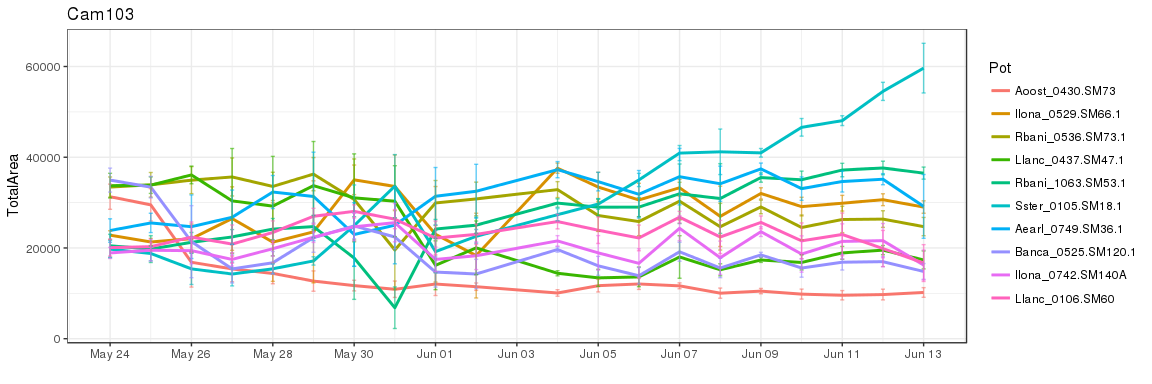 Cam103
TotalArea
60000
40000
20000
0
May 24 May 26 May 28 May 30 Jun 01 Jun 03 Jun 05 Jun 07 Jun 09 Jun 11 Jun 13
Pot
Aoost_0430.SM73
Ilona_0529.SM66.1
Rbani_0536.SM73.1
Llanc_0437.SM47.1
Rbani_1063.SM53.1
Sster_0105.SM18.1
Aearl_0749.SM36.1
Banca_0525.SM120.1
Ilona_0742.SM140A
Llanc_0106.SM60